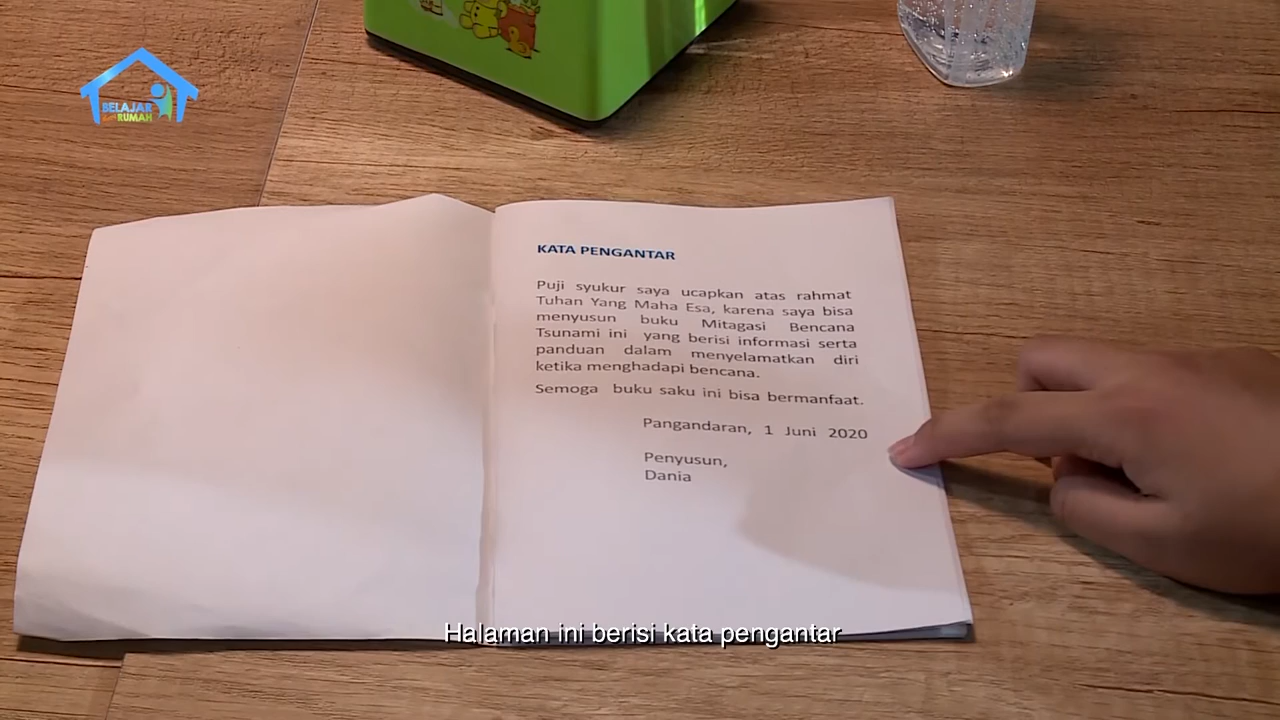 BELAJAR
dari RUMAH
KATA PENGANTAR
Puji syukur saya ucapkan atas rahmat
Tuhan Yang Maha Esa, karena saya bisa
menyusun buku Mitagasi Bencana
Tsunami ini yang berisi informasi serta
panduan dalam menyelamatkan diri
ketika menghadapi bencana.
Semoga buku saku ini bisa bermanfaat.
Pangandaran, 1 Juni 2020
Penyusun,
Dania
Halaman ini berisi kata pengantar